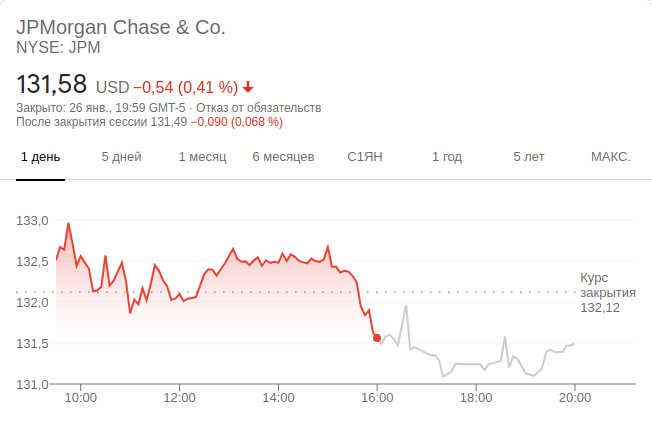 JPMorgan Chase & Co.
NYSE: JPM
131,58 USD −0,54 (0,41 %)
Закрыто: 26 янв., 19:59 GMT-5 · Отказ от обязательств
После закрытия сессии 131,49 −0,090 (0,068 %)
1 день 5 дней 1 месяц 6 месяцев С1ЯН 1 год 5 лет МАКС.
133,0
132,5
Курс
закрытия
132,12
132,0
131,5
131,0
10:00 12:00 14:00 16:00 18:00 20:00